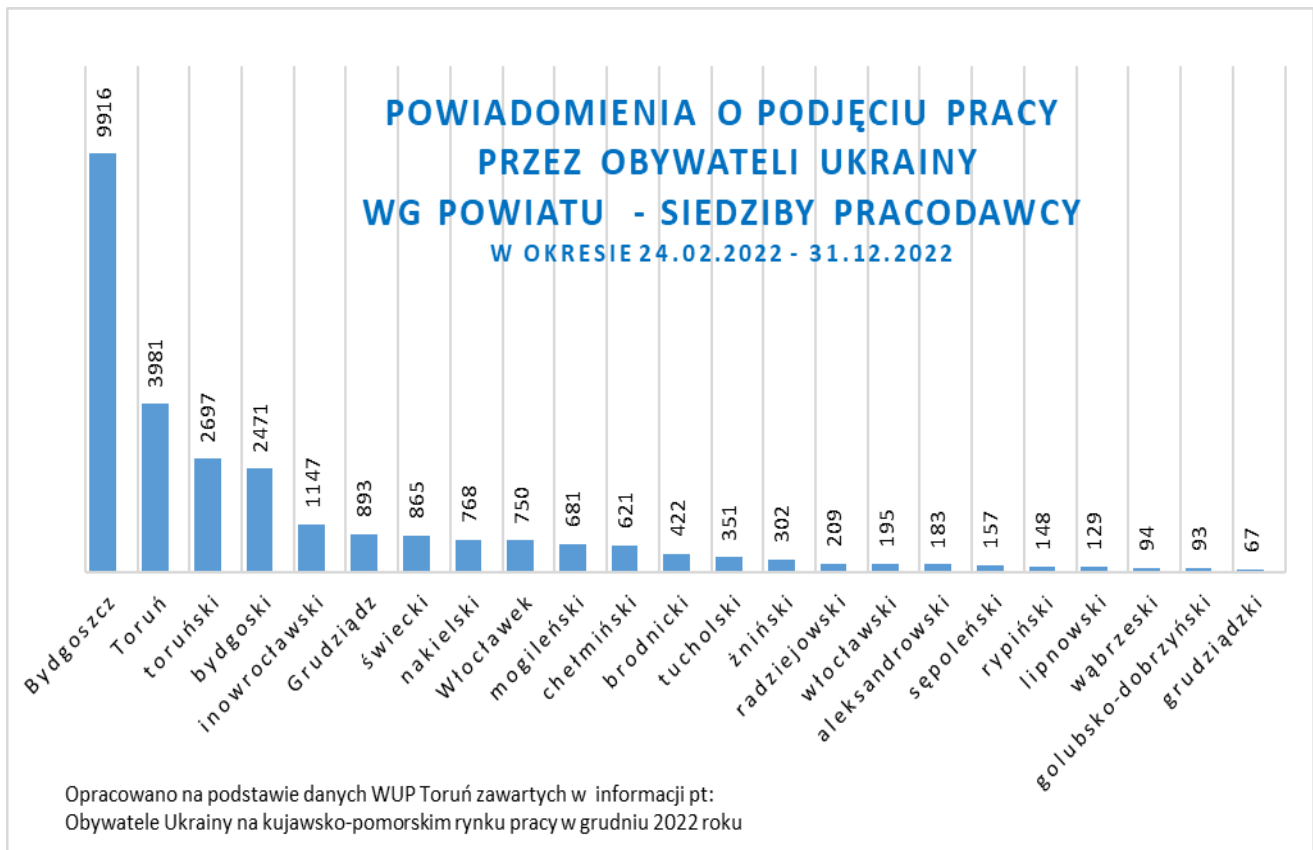 POWIADOMIENIA O PODJĘCIU PRACY
PRZEZ OBYWATELI UKRAINY
WG POWIATU - SIEDZIBY PRACODAWCY
W OKRESIE 24.02.2022 - 31.12.2022
9916
3981
2697
2471
1147
893
865
768
750
681
621
422
351
302
209
195
183
157
148
129
94
93
67
Bydgoszcz
Toruń
toruński
bydgoski
inowrocławski
Grudziądz
świecki
nakielski
Włocławek
mogileński
chełmiński
brodnicki
tucholski
żniński
radziejowski
włocławski
aleksandrowski
sępoleński
rypiński
lipnowski
wąbrzeski
golubsko-dobrzyński
grudziądzki
Opracowano na podstawie danych WUP Toruń zawartych w informacji pt:
Obywatele Ukrainy na kujawsko-pomorskim rynku pracy w grudniu 2022 roku